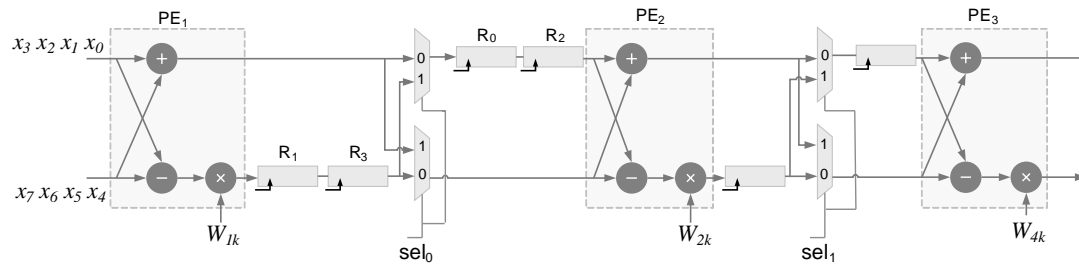 PE1
PE2
PE3
x3 x2 x1 x0
+
R0
R2
0
1
+
0
1
+
R1
R3
1
0
1
0
x7 x6 x5 x4
−
×
−
×
−
×
W1k
sel0
W2k
sel1
W4k